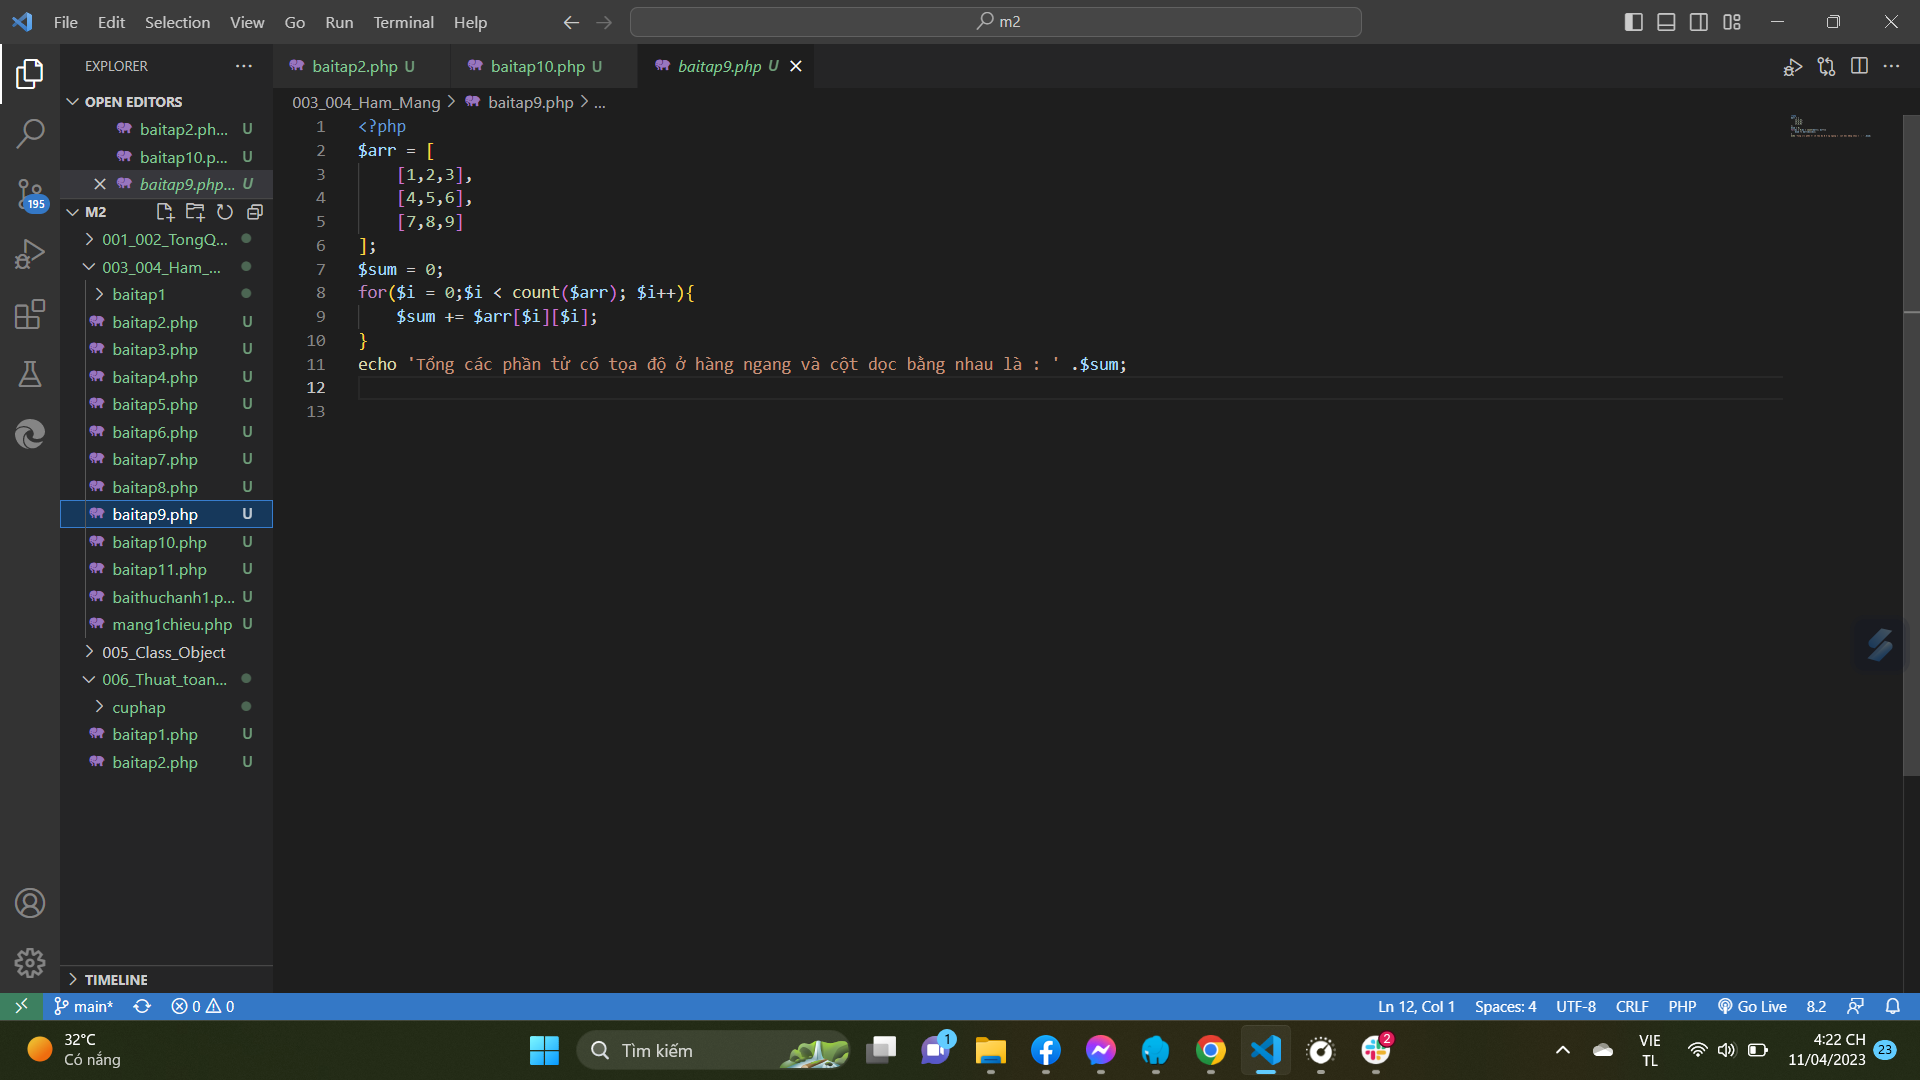 File Edit Selection View Go Run Terminal Help
m2
EXPLORER
OPEN EDITORS
baitap2.ph... U
baitap10.p... U
baitap9.php... U
195
M2
001_002_TongQ...
003_004_Ham_...
baitap1
baitap2.php U
baitap3.php U
baitap4.php U
baitap5.php U
baitap6.php U
baitap7.php U
baitap8.php U
baitap9.php U
baitap10.php U
baitap11.php U
baithuchanh1.p... U
mang1chieu.php U
005_Class_Object
006_Thuat_toan...
cuphap
baitap1.php U
baitap2.php U
TIMELINE
baitap2.php U baitap10.php U baitap9.php U
003_004_Ham_Mang > baitap9.php > ...
1 <?php
2 $arr = [
3     [1,2,3],
4     [4,5,6],
5     [7,8,9]
6 ];
7 $sum = 0;
8 for($i = 0;$i < count($arr); $i++){
9     $sum += $arr[$i][$i];
10 }
11 echo 'Tổng các phần tử có tọa độ ở hàng ngang và cột dọc bằng nhau là : ' .$sum;
12
13
main* 0 0 Ln 12, Col 1 Spaces: 4 UTF-8 CRLF PHP Go Live 8.2
32°C
Có nắng
Tìm kiếm
1
2
VIE
TL
4:22 CH
11/04/2023
23